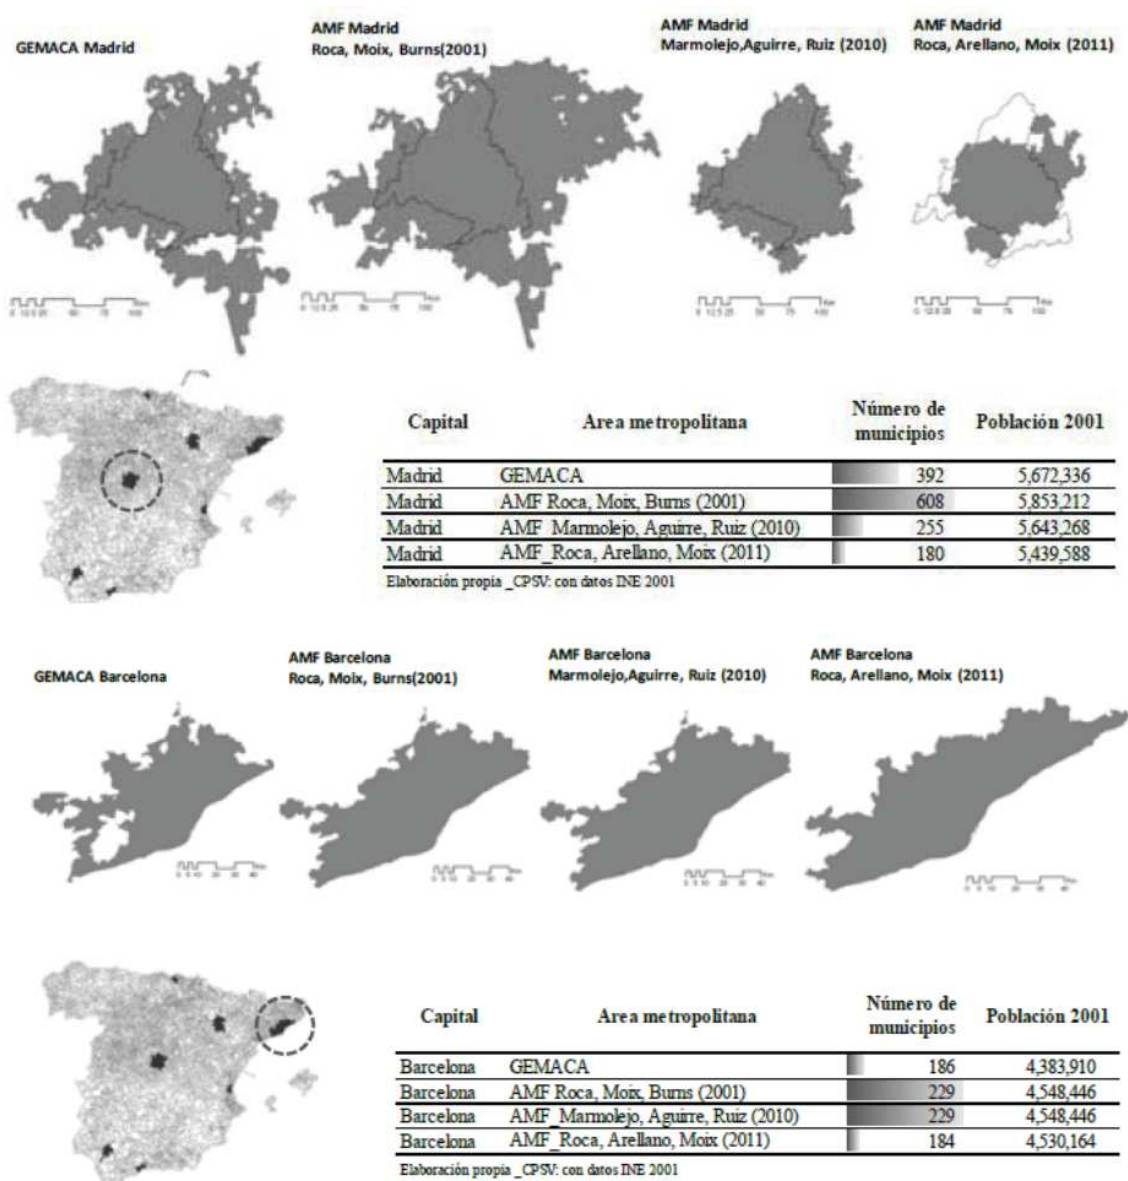 GEMACA Madrid
AMF Madrid
Roca, Moix, Burns(2001)
AMF Madrid
Marmolejo,Aguirre, Ruiz (2010)
AMF Madrid
Roca, Arellano, Moix (2011)
Capital Area metropolitana Número de municipios Población 2001
Madrid GEMACA 392 5,672,336
Madrid AMF Roca, Moix, Burns (2001) 608 5,853,212
Madrid AMF_Marmolejo, Aguirre, Ruiz (2010) 255 5,643,268
Madrid AMF_Roca, Arellano, Moix (2011) 180 5,439,588
Elaboración propia _CPSV: con datos INE 2001
GEMACA Barcelona
AMF Barcelona
Roca, Moix, Burns(2001)
AMF Barcelona
Marmolejo,Aguirre, Ruiz (2010)
AMF Barcelona
Roca, Arellano, Moix (2011)
Capital Area metropolitana Número de municipios Población 2001
Barcelona GEMACA 186 4,383,910
Barcelona AMF Roca, Moix, Burns (2001) 229 4,548,446
Barcelona AMF_Marmolejo, Aguirre, Ruiz (2010) 229 4,548,446
Barcelona AMF_Roca, Arellano, Moix (2011) 184 4,530,164
Elaboración propia _CPSV: con datos INE 2001